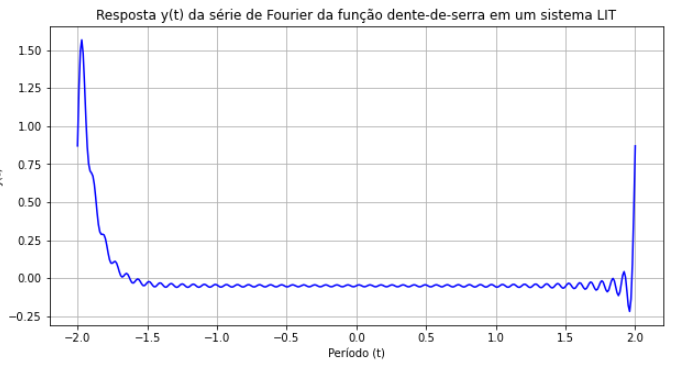 Resposta y(t) da série de Fourier da função dente-de-serra em um sistema LIT
1.50
1.25
1.00
0.75
0.50
0.25
0.00
−0.25
−2.0 −1.5 −1.0 −0.5 0.0 0.5 1.0 1.5 2.0
Período (t)